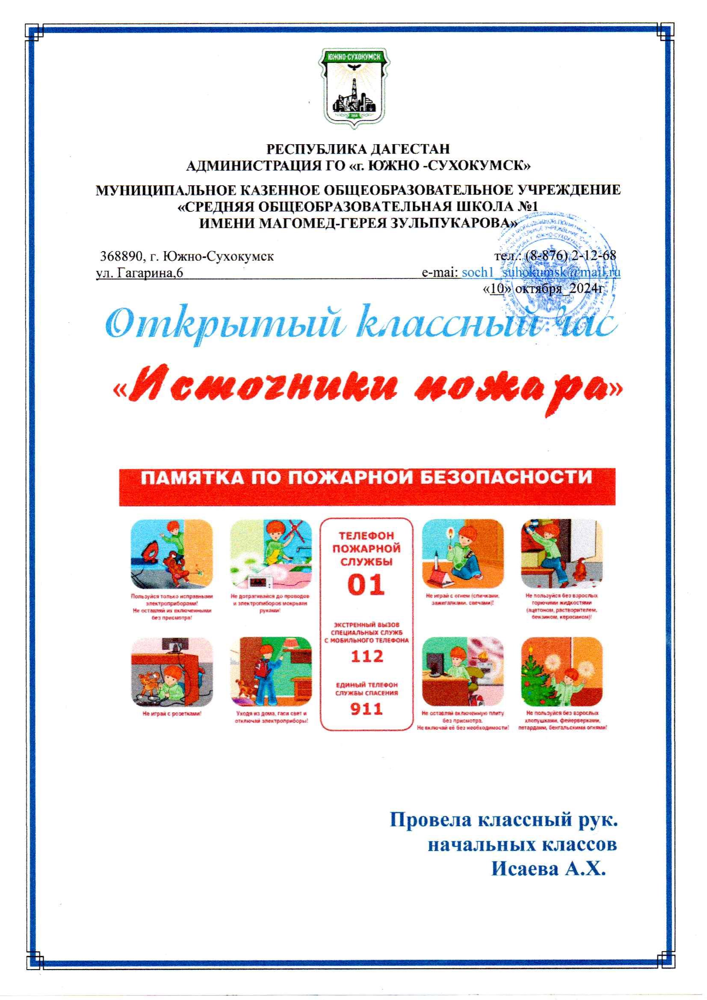 ЮЖНО-СУХОКУМСК
РЕСПУБЛИКА ДАГЕСТАН
АДМИНИСТРАЦИЯ ГО «г. ЮЖНО -СУХОКУМСК»
МУНИЦИПАЛЬНОЕ КАЗЕННОЕ ОБЩЕОБРАЗОВАТЕЛЬНОЕ УЧРЕЖДЕНИЕ
«СРЕДНЯЯ ОБЩЕОБРАЗОВАТЕЛЬНАЯ ШКОЛА №1
ИМЕНИ МАГОМЕД-ГЕРЕЯ ЗУЛЬПУКАРОВА»
368890, г. Южно-Сухокумск тел.: (8-876) 2-12-68
ул. Гагарина,6 e-mai: soch1_suhokumsk@mail.ru
«10» октября_2024г
Открытый классный час
«Источники пожара»
ПАМЯТКА ПО ПОЖАРНОЙ БЕЗОПАСНОСТИ
Пользуйся только исправными
электроприборами!
Не оставляй их включенными
без присмотра!
Не дотрагивайся до проводов
и электропиборов мокрыми
руками!
ТЕЛЕФОН
ПОЖАРНОЙ
СЛУЖБЫ
01
ЭКСТРЕННЫЙ ВЫЗОВ
СПЕЦИАЛЬНЫХ СЛУЖБ
С МОБИЛЬНОГО ТЕЛЕФОНА
112
ЕДИНЫЙ ТЕЛЕФОН
СЛУЖБЫ СПАСЕНИЯ
911
Не играй с огнем (спичками,
зажигалками, свечами)!
Не пользуйся без взрослых
горючими жидкостями
(ацетоном, растворителем,
бензином, керосином)!
Не играй с розетками!
Уходя из дома, гаси свет и
отключай электроприборы!
Не оставляй включенную плиту
без присмотра.
Не включай её без необходимости!
Не пользуйся без взрослых
хлопушками, фейерверками,
петардами, бенгальскими огнями!
Провела классный рук.
начальных классов
Исаева А.Х.